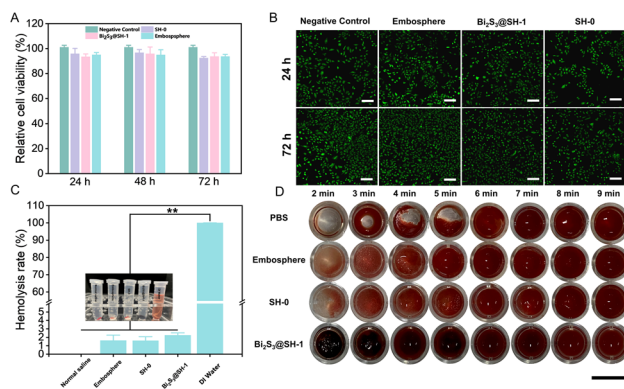 A
Negative Control
SH-0
Bi₂S₃@SH-1
Embospphere
Relative cell viability (%)
120
100
80
60
40
20
0
24 h
48 h
72 h
B
Negative Control
Embosphere
Bi₂S₃@SH-1
SH-0
24 h
72 h
C
Hemolysis rate (%)
100
90
80
70
60
5
4
3
2
1
0
**
Normal saline
Embosphere
SH-0
Bi₂S₃@SH-1
DI Water
D
2 min
3 min
4 min
5 min
6 min
7 min
8 min
9 min
PBS
Embosphere
SH-0
Bi₂S₃@SH-1